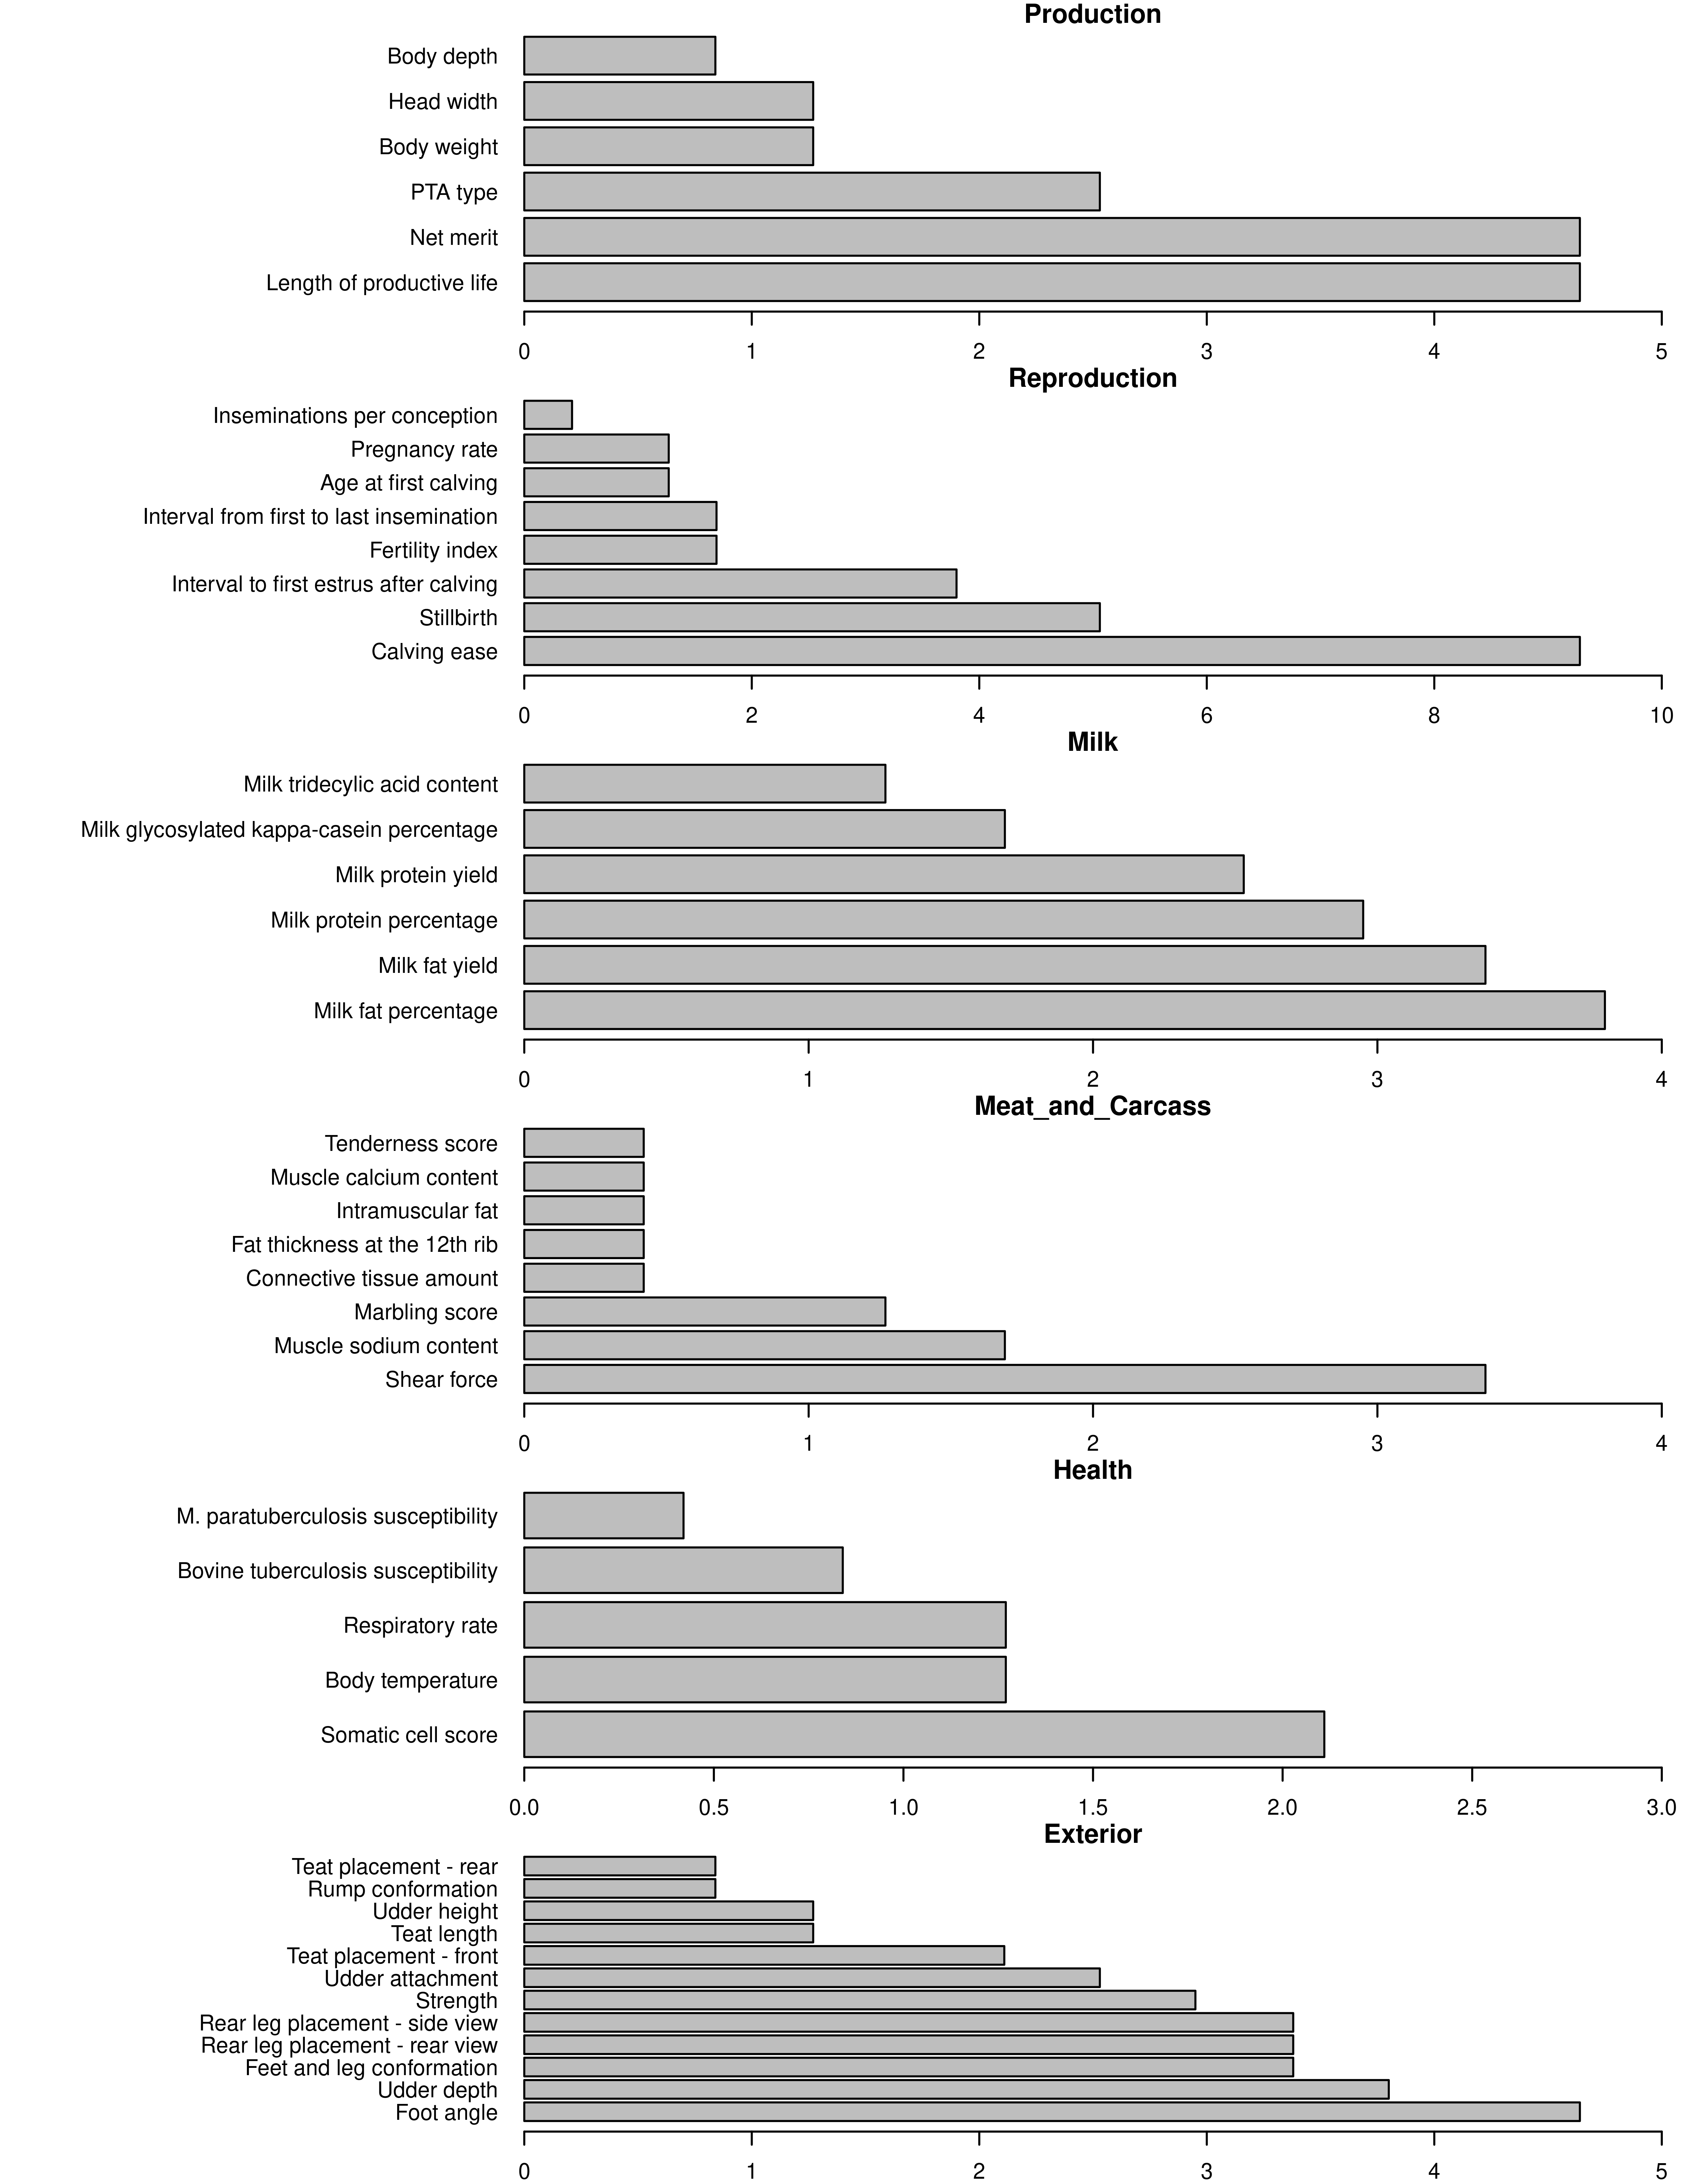 Production
Body depth
Head width
Body weight
PTA type
Net merit
Length of productive life
0 1 2 3 4 5
Reproduction
Inseminations per conception
Pregnancy rate
Age at first calving
Interval from first to last insemination
Fertility index
Interval to first estrus after calving
Stillbirth
Calving ease
0 2 4 6 8 10
Milk
Milk tridecylic acid content
Milk glycosylated kappa-casein percentage
Milk protein yield
Milk protein percentage
Milk fat yield
Milk fat percentage
0 1 2 3 4
Meat_and_Carcass
Tenderness score
Muscle calcium content
Intramuscular fat
Fat thickness at the 12th rib
Connective tissue amount
Marbling score
Muscle sodium content
Shear force
0 1 2 3 4
Health
M. paratuberculosis susceptibility
Bovine tuberculosis susceptibility
Respiratory rate
Body temperature
Somatic cell score
0.0 0.5 1.0 1.5 2.0 2.5 3.0
Exterior
Teat placement - rear
Rump conformation
Udder height
Teat length
Teat placement - front
Udder attachment
Strength
Rear leg placement - side view
Rear leg placement - rear view
Feet and leg conformation
Udder depth
Foot angle
0 1 2 3 4 5